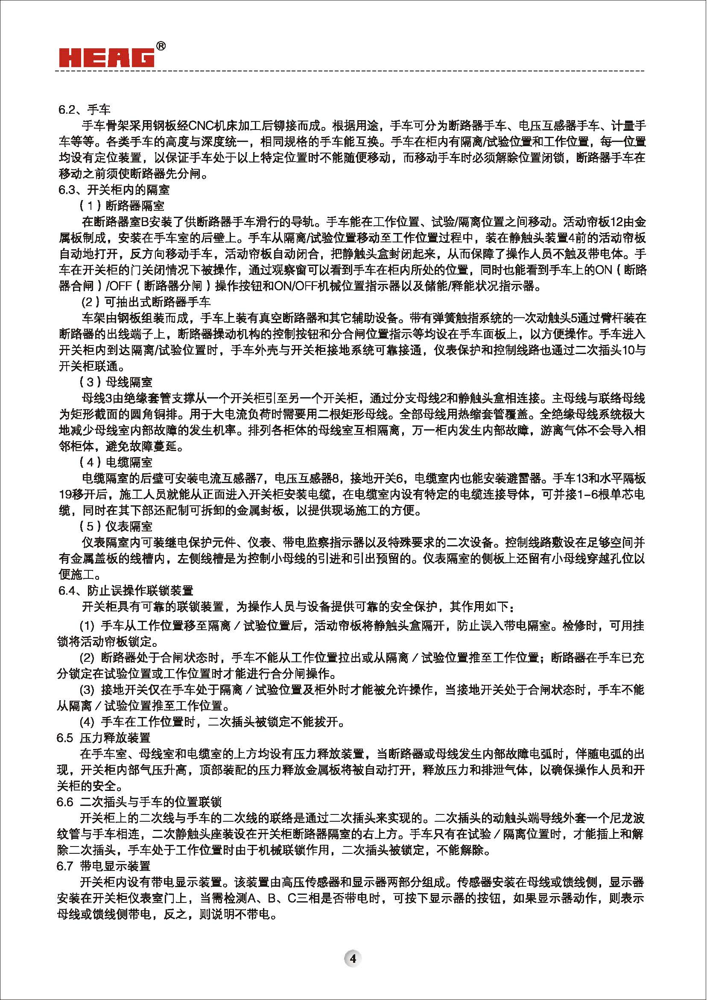 HEAG®
6.2、手车
手车骨架采用钢板经CNC机床加工后铆接而成。根据用途，手车可分为断路器手车、电压互感器手车、计量手
车等等。各类手车的高度与深度统一，相同规格的手车能互换。手车在柜内有隔离/试验位置和工作位置，每一位置
均设有定位装置，以保证手车处于以上特定位置时不能随便移动，而移动手车时必须解除位置闭锁，断路器手车在
移动之前须使断路器先分闸。
6.3、开关柜内的隔室
（1）断路器隔室
在断路器室B安装了供断路器手车滑行的导轨。手车能在工作位置、试验/隔离位置之间移动。活动帘板12由金
属板制成，安装在手车室的后壁上。手车从隔离/试验位置移动至工作位置过程中，装在静触头装置4前的活动帘板
自动地打开，反方向移动手车，活动帘板自动闭合，把静触头盒封闭起来，从而保障了操作人员不触及带电体。手
车在开关柜的门关闭情况下被操作，通过观察窗可以看到手车在柜内所处的位置，同时也能看到手车上的ON（断路
器合闸）/OFF（断路器分闸）操作按钮和ON/OFF机械位置指示器以及储能/释能状况指示器。
(2）可抽出式断路器手车
车架由钢板组装而成，手车上装有真空断路器和其它辅助设备。带有弹簧触指系统的一次动触头5通过臂杆装在
断路器的出线端子上，断路器操动机构的控制按钮和分合闸位置指示等均设在手车面板上，以方便操作。手车进入
开关柜内到达隔离/试验位置时，手车外壳与开关柜接地系统可靠接通，仪表保护和控制线路也通过二次插头10与
开关柜联通。
（3）母线隔室
母线3由绝缘套管支撑从一个开关柜引至另一个开关柜，通过分支母线2和静触头盒相连接。主母线与联络母线
为矩形截面的圆角铜排。用于大电流负荷时需要用二根矩形母线。全部母线用热缩套管覆盖。全绝缘母线系统极大
地减少母线室内部故障的发生机率。排列各柜体的母线室互相隔离，万一柜内发生内部故障，游离气体不会导入相
邻柜体，避免故障蔓延。
（4）电缆隔室
电缆隔室的后壁可安装电流互感器7，电压互感器8，接地开关6，电缆室内也能安装避雷器。手车13和水平隔板
19移开后，施工人员就能从正面进入开关柜安装电缆，在电缆室内设有特定的电缆连接导体，可并接1-6根单芯电
缆，同时在其下部还配制可拆卸的金属封板，以提供现场施工的方便。
（5）仪表隔室
仪表隔室内可装继电保护元件、仪表、带电监察指示器以及特殊要求的二次设备。控制线路敷设在足够空间并
有金属盖板的线槽内，左侧线槽是为控制小母线的引进和引出预留的。仪表隔室的侧板上还留有小母线穿越孔位以
便施工。
6.4、防止误操作联锁装置
开关柜具有可靠的联锁装置，为操作人员与设备提供可靠的安全保护，其作用如下：
(1) 手车从工作位置移至隔离／试验位置后，活动帘板将静触头盒隔开，防止误入带电隔室。检修时，可用挂
锁将活动帘板锁定。
(2) 断路器处于合闸状态时，手车不能从工作位置拉出或从隔离／试验位置推至工作位置；断路器在手车已充
分锁定在试验位置或工作位置时才能进行合分闸操作。
(3) 接地开关仅在手车处于隔离／试验位置及柜外时才能被允许操作，当接地开关处于合闸状态时，手车不能
从隔离／试验位置推至工作位置。
(4) 手车在工作位置时，二次插头被锁定不能拔开。
6.5 压力释放装置
在手车室、母线室和电缆室的上方均设有压力释放装置，当断路器或母线发生内部故障电弧时，伴随电弧的出
现，开关柜内部气压升高，顶部装配的压力释放金属板将被自动打开，释放压力和排泄气体，以确保操作人员和开
关柜的安全。
6.6 二次插头与手车的位置联锁
开关柜上的二次线与手车的二次线的联络是通过二次插头来实现的。二次插头的动触头端导线外套一个尼龙波
纹管与手车相连，二次静触头座装设在开关柜断路器隔室的右上方。手车只有在试验／隔离位置时，才能插上和解
除二次插头，手车处于工作位置时由于机械联锁作用，二次插头被锁定，不能解除。
6.7 带电显示装置
开关柜内设有带电显示装置。该装置由高压传感器和显示器两部分组成。传感器安装在母线或馈线侧，显示器
安装在开关柜仪表室门上，当需检测A、B、C三相是否带电时，可按下显示器的按钮，如果显示器动作，则表示
母线或馈线侧带电，反之，则说明不带电。
4